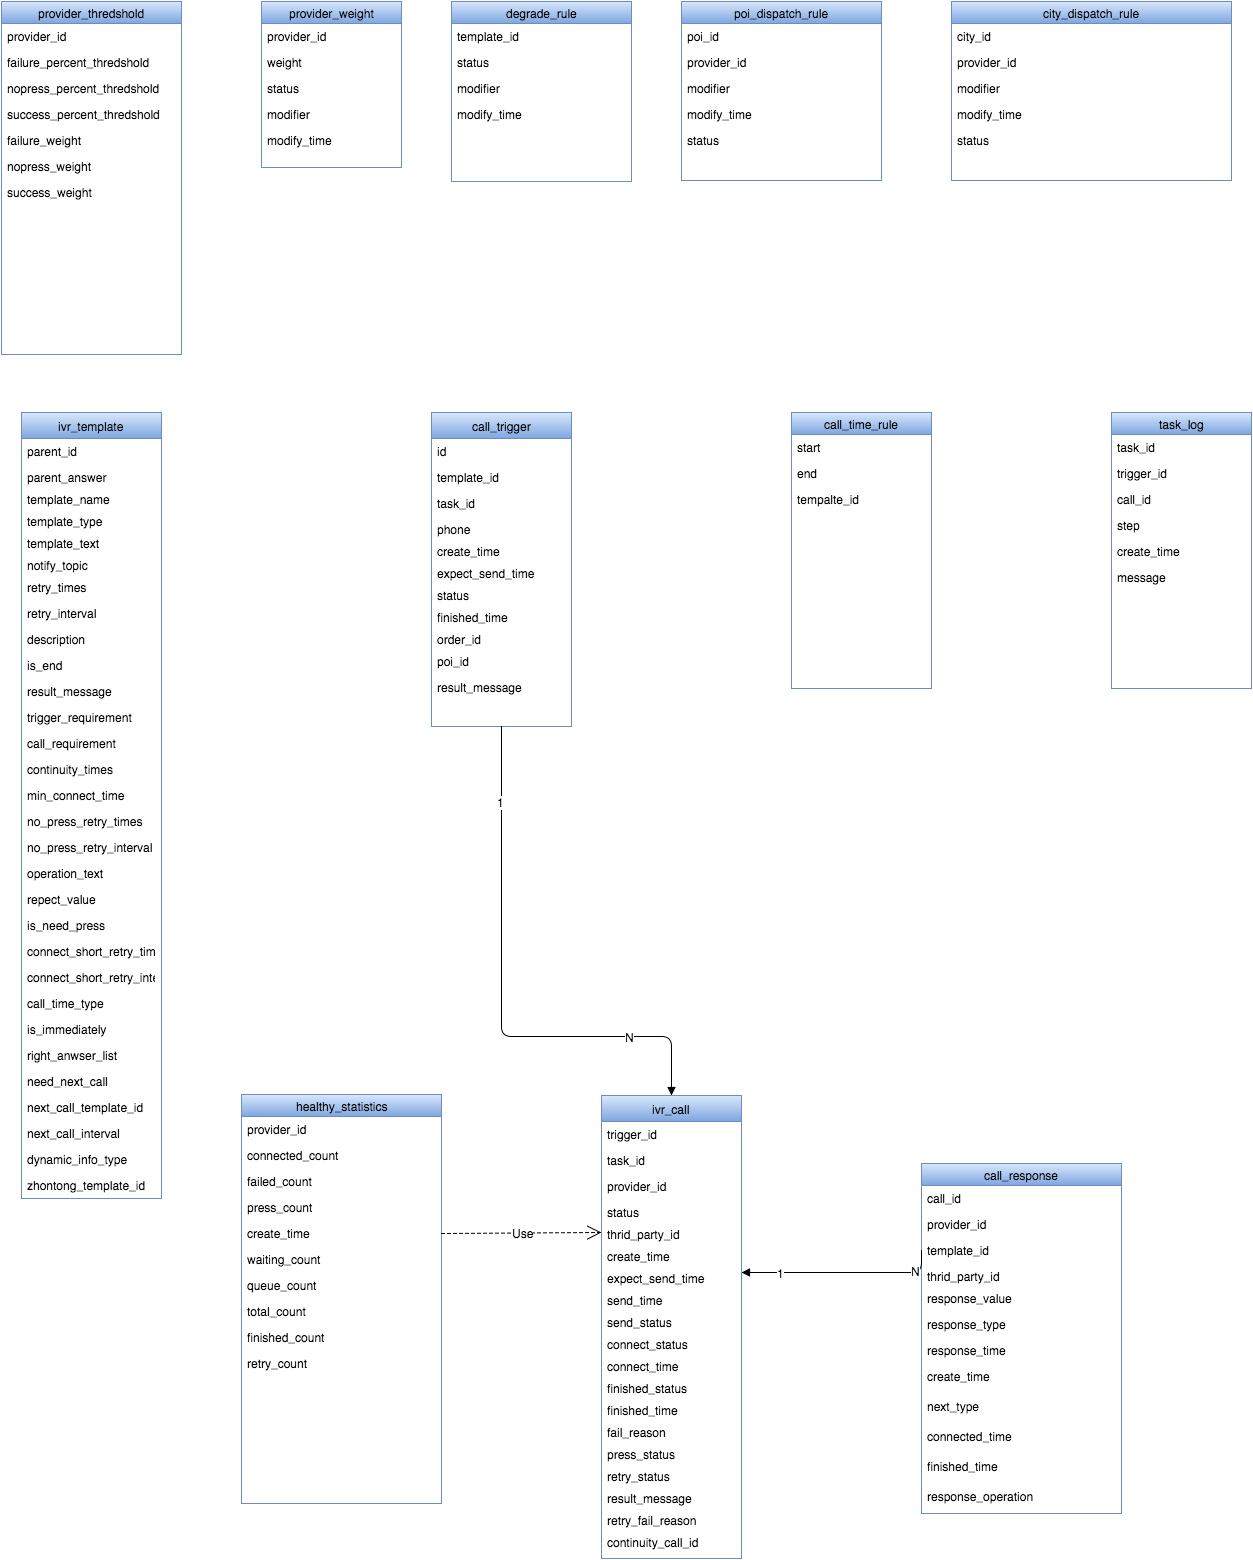 provider_thredshold
provider_id
failure_percent_thredshold
nopress_percent_thredshold
success_percent_thredshold
failure_weight
nopress_weight
success_weight
provider_weight
provider_id
weight
status
modifier
modify_time
degrade_rule
template_id
status
modifier
modify_time
poi_dispatch_rule
poi_id
provider_id
modifier
modify_time
status
city_dispatch_rule
city_id
provider_id
modifier
modify_time
status
ivr_template
parent_id
parent_answer
template_name
template_type
template_text
notify_topic
retry_times
retry_interval
description
is_end
result_message
trigger_requirement
call_requirement
continuity_times
min_connect_time
no_press_retry_times
no_press_retry_interval
operation_text
repect_value
is_need_press
connect_short_retry_tim
connect_short_retry_inte
call_time_type
is_immediately
right_anwser_list
need_next_call
next_call_template_id
next_call_interval
dynamic_info_type
zhontong_template_id
call_trigger
id
template_id
task_id
phone
create_time
expect_send_time
status
finished_time
order_id
poi_id
result_message
call_time_rule
start
end
tempalte_id
task_log
task_id
trigger_id
call_id
step
create_time
message
1
N
healthy_statistics
provider_id
connected_count
failed_count
press_count
create_time
waiting_count
queue_count
total_count
finished_count
retry_count
Use
ivr_call
trigger_id
task_id
provider_id
status
thrid_party_id
create_time
expect_send_time
send_time
send_status
connect_status
connect_time
finished_status
finished_time
fail_reason
press_status
retry_status
result_message
retry_fail_reason
continuity_call_id
1
N
call_response
call_id
provider_id
template_id
thrid_party_id
response_value
response_type
response_time
create_time
next_type
connected_time
finished_time
response_operation